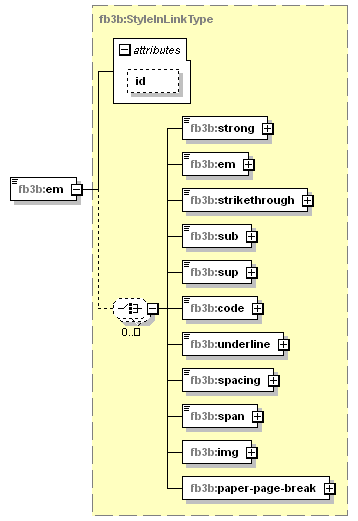 fb3b:StyleInLinkType
attributes
id
fb3b:strong
fb3b:em
fb3b:em
fb3b:strikethrough
fb3b:sub
fb3b:sup
fb3b:code
0..0
fb3b:underline
fb3b:spacing
fb3b:span
fb3b:img
fb3b:paper-page-break